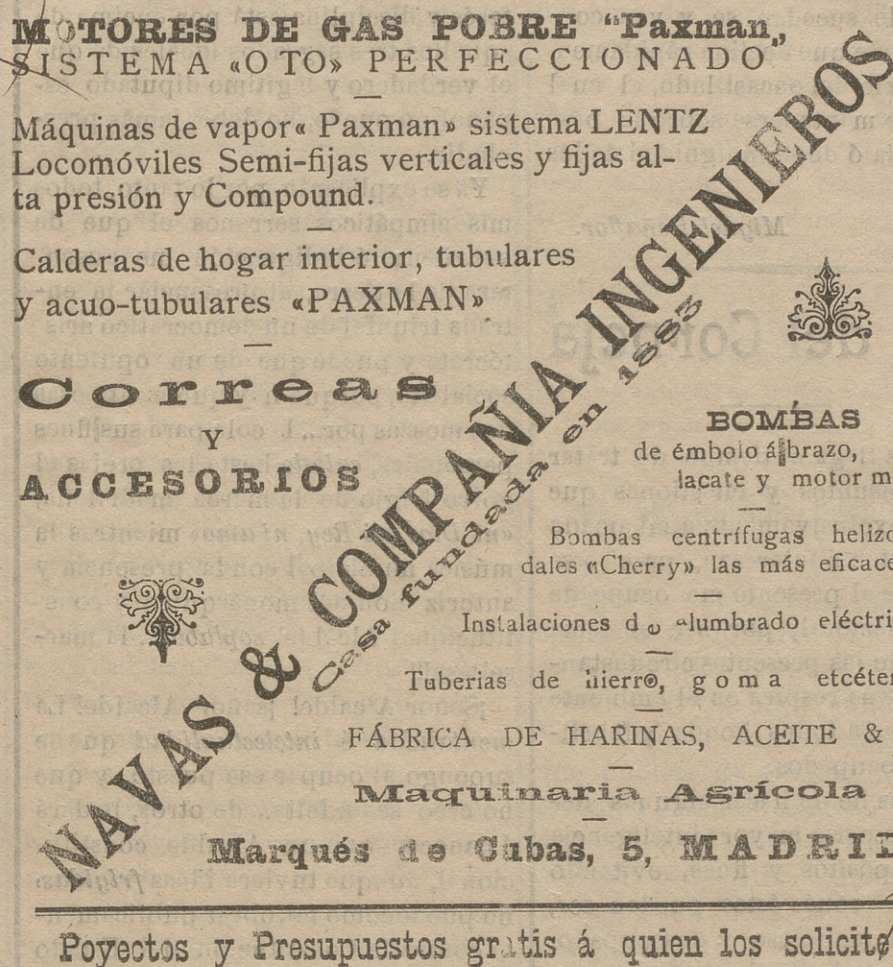 MOTORES DE GAS POBRE "Paxman„
SISTEMA «OTO» PERFECCIONADO
Máquinas de vapor« Paxman» sistema LENTZ
Locomóviles Semi-fijas verticales y fijas al-
ta presión y Compound.
Calderas de hogar interior, tubulares
y acuo-tubulares «PAXMAN»
Correas
Y
ACCESORIOS
NAVAS & COMPAÑIA INGENIEROS
Casa fundada en 1883
BOMBAS
de émbolo á brazo,
lacate y motor m
Bombas centrífugas helizo
dales «Cherry» las más eficace
Instalaciones de alumbrado eléctri
Tuberias de hierro, goma etcéter
FÁBRICA DE HARINAS, ACEITE &
Maquinaria Agrícola
Marqués de Cubas, 5, MADRID
Poyectos y Presupuestos gratis á quien los solicite